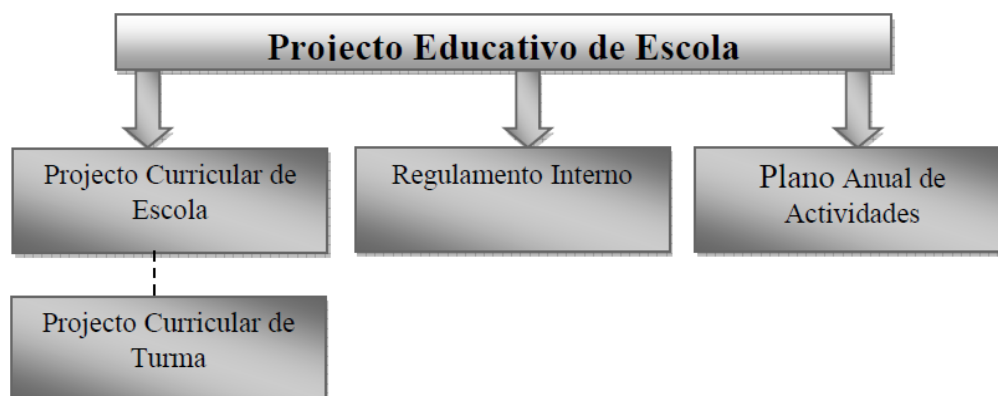 Projecto Educativo de Escola
Projecto Curricular de
Escola
Regulamento Interno
Plano Anual de
Actividades
Projecto Curricular de
Turma